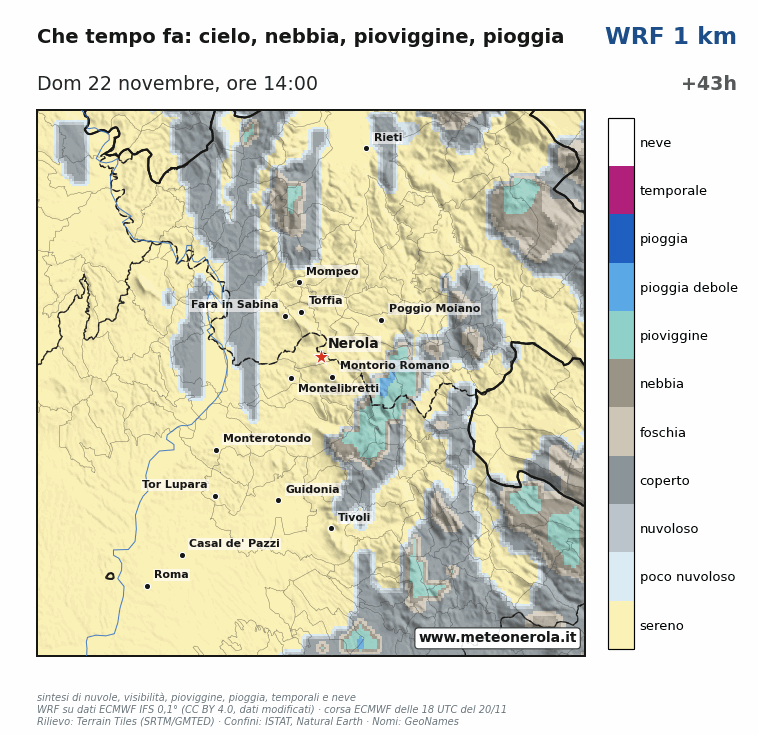 Che tempo fa: cielo, nebbia, pioviggine, pioggia
WRF 1 km
Dom 22 novembre, ore 14:00
+43h
Rieti
Mompeo
Fara in Sabina
Toffia
Poggio Moiano
Nerola
Montorio Romano
Montelibretti
Monterotondo
Tor Lupara
Guidonia
Tivoli
Casal de' Pazzi
Roma
www.meteonerola.it
neve
temporale
pioggia
pioggia debole
pioviggine
nebbia
foschia
coperto
nuvoloso
poco nuvoloso
sereno
sintesi di nuvole, visibilità, pioviggine, pioggia, temporali e neve
WRF su dati ECMWF IFS 0,1° (CC BY 4.0, dati modificati) · corsa ECMWF delle 18 UTC del 20/11
Rilievo: Terrain Tiles (SRTM/GMTED) · Confini: ISTAT, Natural Earth · Nomi: GeoNames